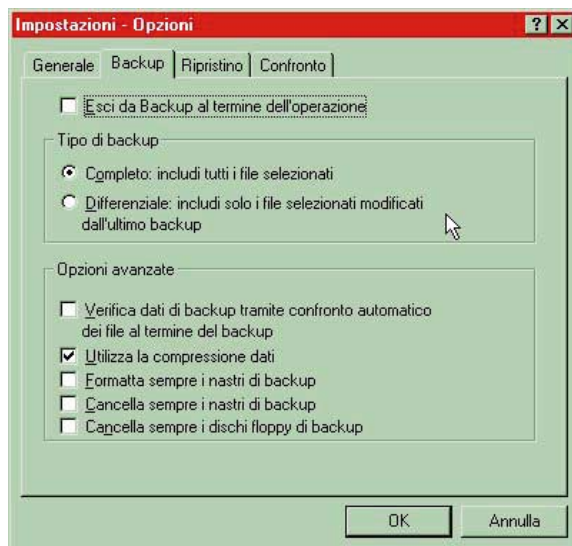 Impostazioni - Opzioni
Generale Backup Ripristino Confronto
Esci da Backup al termine dell'operazione
Tipo di backup
Completo: includi tutti i file selezionati
Differenziale: includi solo i file selezionati modificati
dall'ultimo backup
Opzioni avanzate
Verifica dati di backup tramite confronto automatico
dei file al termine del backup
Utilizza la compressione dati
Formatta sempre i nastri di backup
Cancella sempre i nastri di backup
Cancella sempre i dischi floppy di backup
OK Annulla